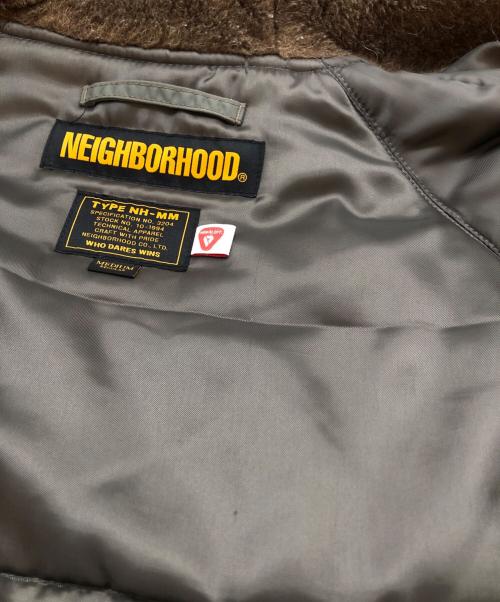 NEIGHBORHOOD®
TYPE NH-MM
SPECIFICATION NO. 2204
STOCK NO. 10-1994
TECHNICAL APPAREL
CRAFT WITH PRIDE
NEIGHBORHOOD CO., LTD.
WHO DARES WINS
MEDIUM